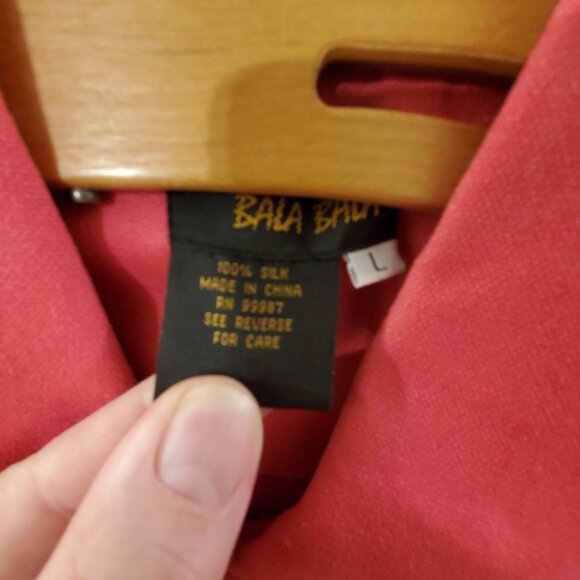 BALA BALA
L
100% SILK
MADE IN CHINA
RN 99987
SEE REVERSE
FOR CARE